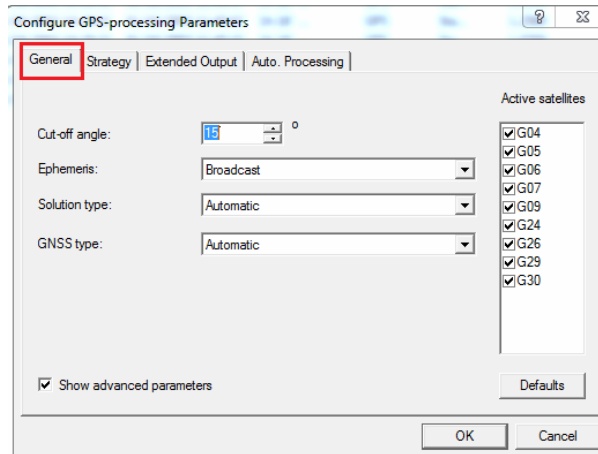 Configure GPS-processing Parameters
General Strategy Extended Output Auto. Processing
Active satellites
Cut-off angle: 15 °
Ephemeris: Broadcast
Solution type: Automatic
GNSS type: Automatic
G04
G05
G06
G07
G09
G24
G26
G29
G30
Show advanced parameters
Defaults
OK Cancel